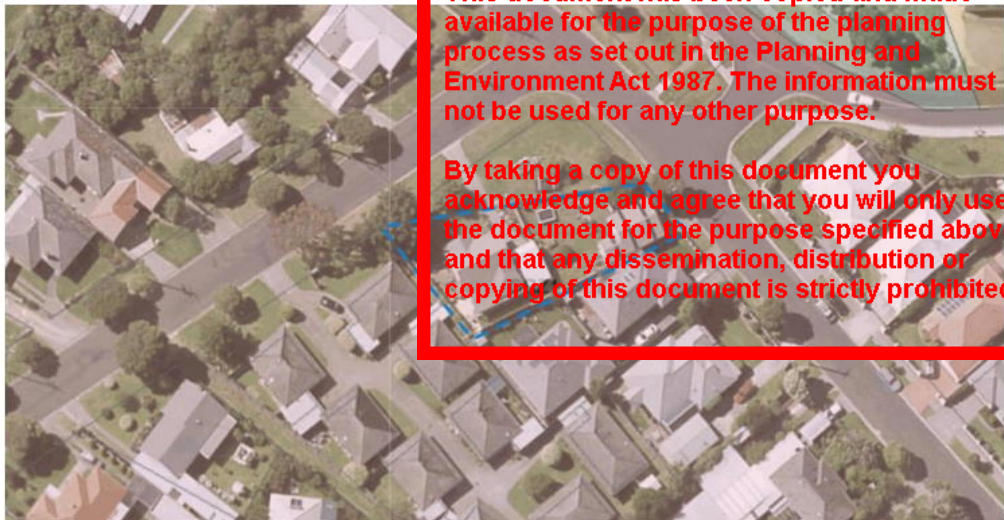 available for the purpose of the planning
process as set out in the Planning and
Environment Act 1987. The information must
not be used for any other purpose.
By taking a copy of this document you
acknowledge and agree that you will only use
the document for the purpose specified
and that any dissemination, distribution or
copying of this document is strictly